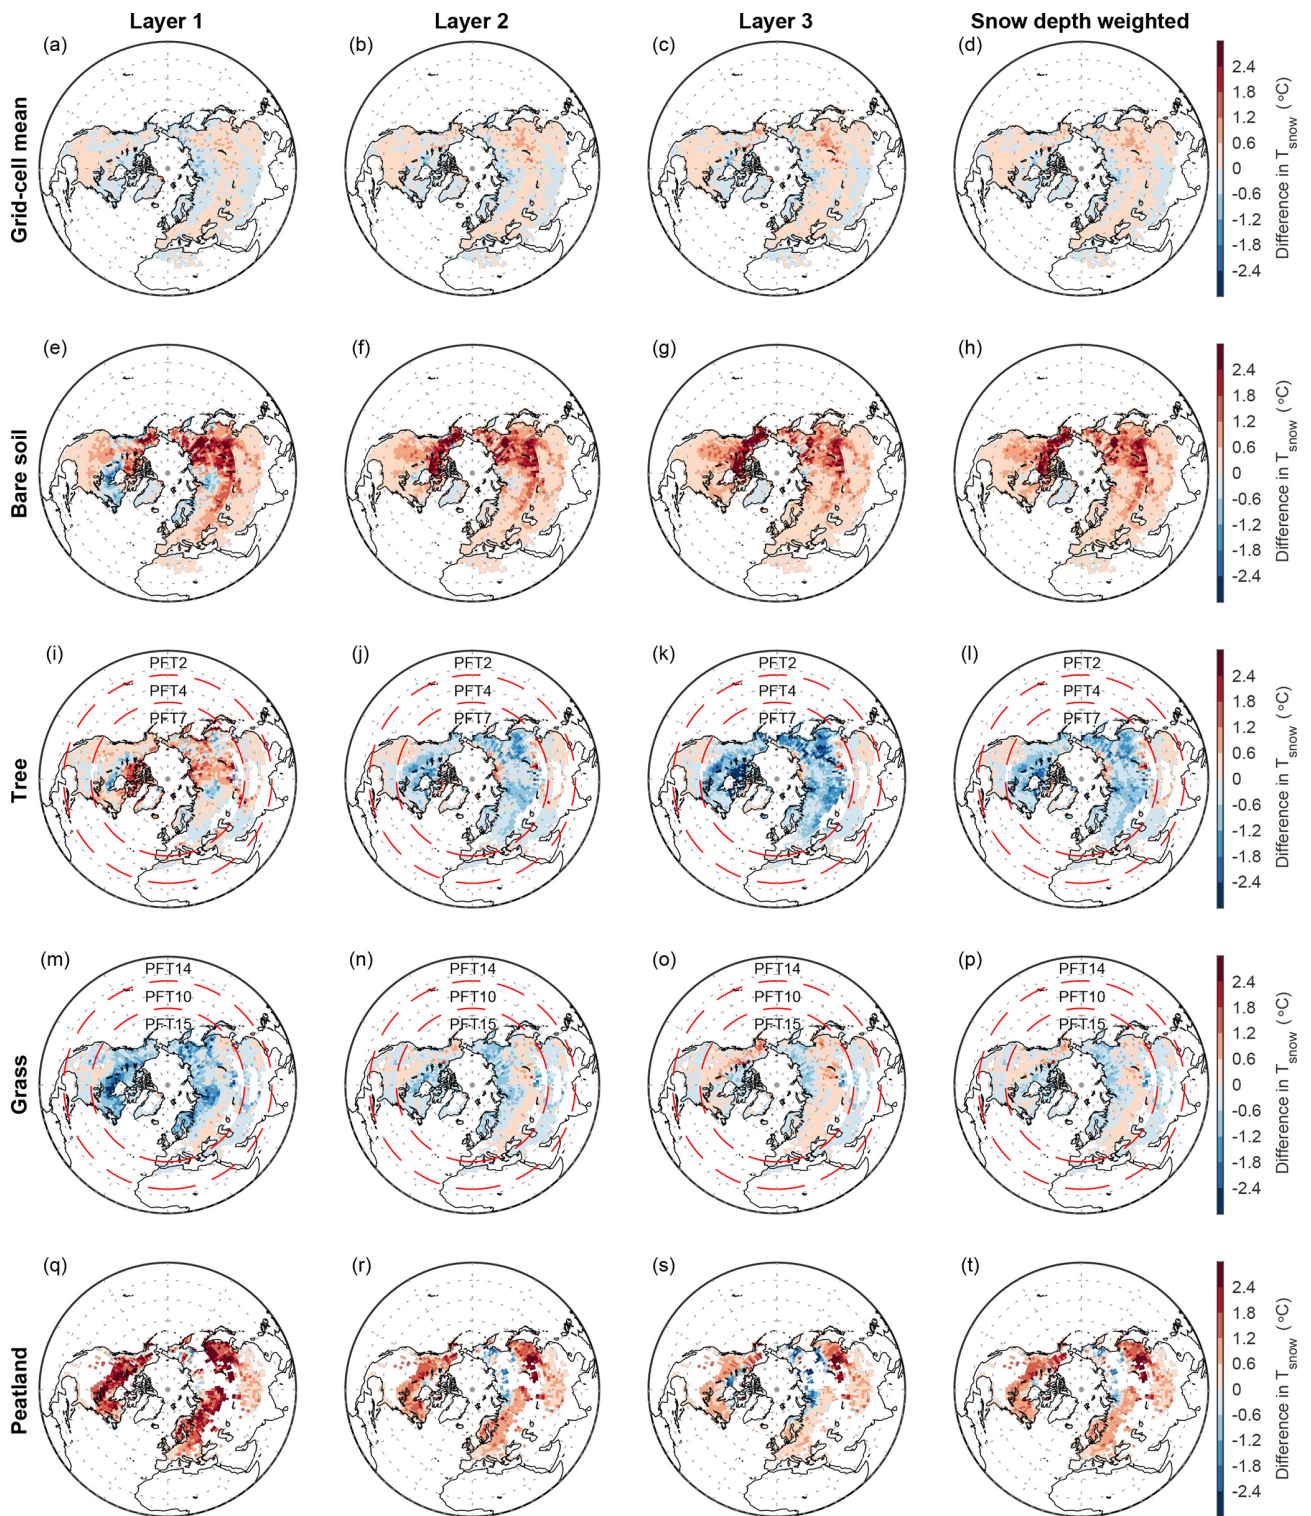 Layer 1
Layer 2
Layer 3
Snow depth weighted
Grid-cell mean
(a)
(b)
(c)
(d)
2.4
1.8
1.2
0.6
0
-0.6
-1.2
-1.8
-2.4
Difference in Tsnow (°C)
Bare soil
(e)
(f)
(g)
(h)
2.4
1.8
1.2
0.6
0
-0.6
-1.2
-1.8
-2.4
Difference in Tsnow (°C)
Tree
(i)
PFT2
PFT4
PFT7
(j)
PFT2
PFT4
PFT7
(k)
PFT2
PFT4
PFT7
(l)
PFT2
PFT4
PFT7
2.4
1.8
1.2
0.6
0
-0.6
-1.2
-1.8
-2.4
Difference in Tsnow (°C)
Grass
(m)
PFT14
PFT10
PFT15
(n)
PFT14
PFT10
PFT15
(o)
PFT14
PFT10
PFT15
(p)
PFT14
PFT10
PFT15
2.4
1.8
1.2
0.6
0
-0.6
-1.2
-1.8
-2.4
Difference in Tsnow (°C)
Peatland
(q)
(r)
(s)
(t)
2.4
1.8
1.2
0.6
0
-0.6
-1.2
-1.8
-2.4
Difference in Tsnow (°C)